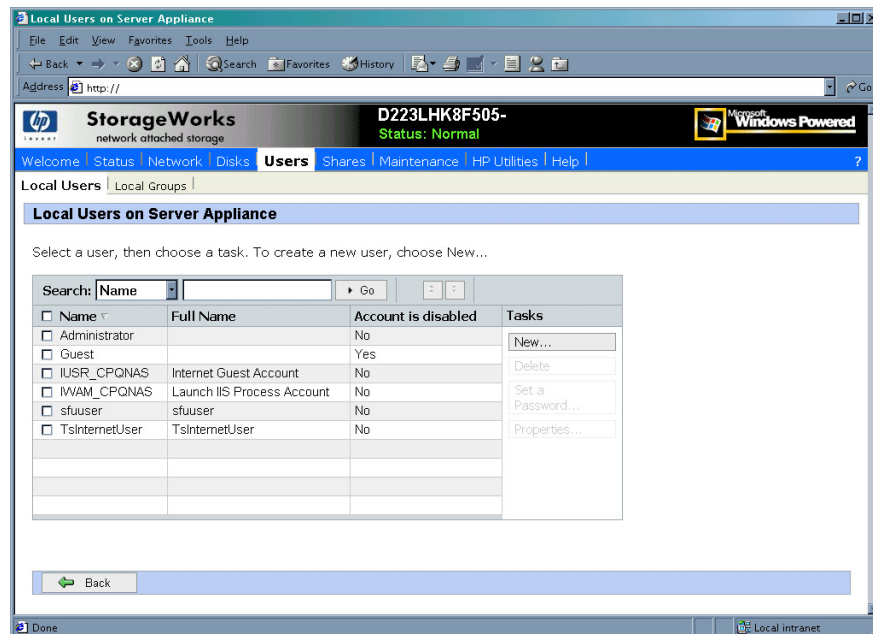 Local Users on Server Appliance
File Edit View Favorites Tools Help
Back Search Favorites History
Address http:// Go
hp invent StorageWorks network attached storage
D223LHK8F505-
Status: Normal
Microsoft Windows Powered
Welcome Status Network Disks Users Shares Maintenance HP Utilities Help ?
Local Users Local Groups
Local Users on Server Appliance
Select a user, then choose a task. To create a new user, choose New...
Search: Name Go
Name Full Name Account is disabled Tasks
Administrator No
New...
Guest Yes
Delete
IUSR_CPQNAS Internet Guest Account No
IWAM_CPQNAS Launch IIS Process Account No
Set a Password...
sfuuser sfuuser No
TsInternetUser TsInternetUser No
Properties...
Back
Done Local intranet